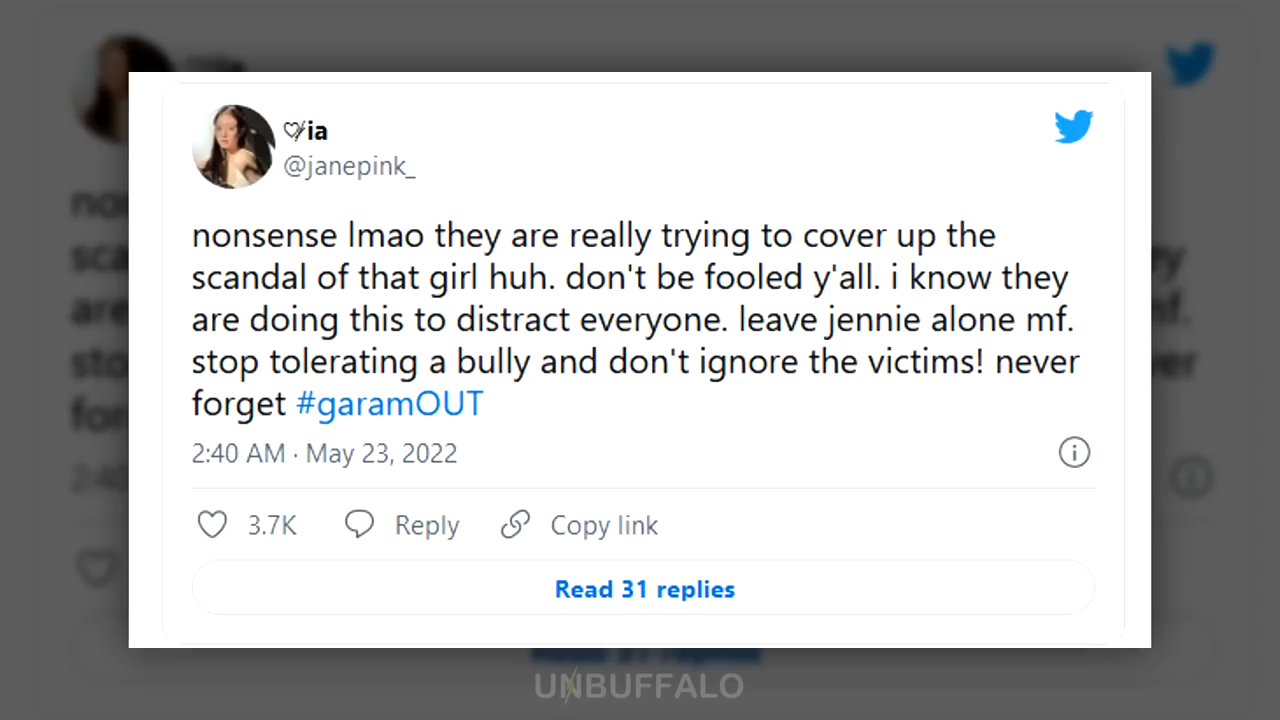 ia
@janepink_
nonsense lmao they are really trying to cover up the
scandal of that girl huh. don't be fooled y'all. i know they
are doing this to distract everyone. leave jennie alone mf.
stop tolerating a bully and don't ignore the victims! never
forget #garamOUT
2:40 AM · May 23, 2022
3.7K Reply Copy link
Read 31 replies
UNBUFFALO